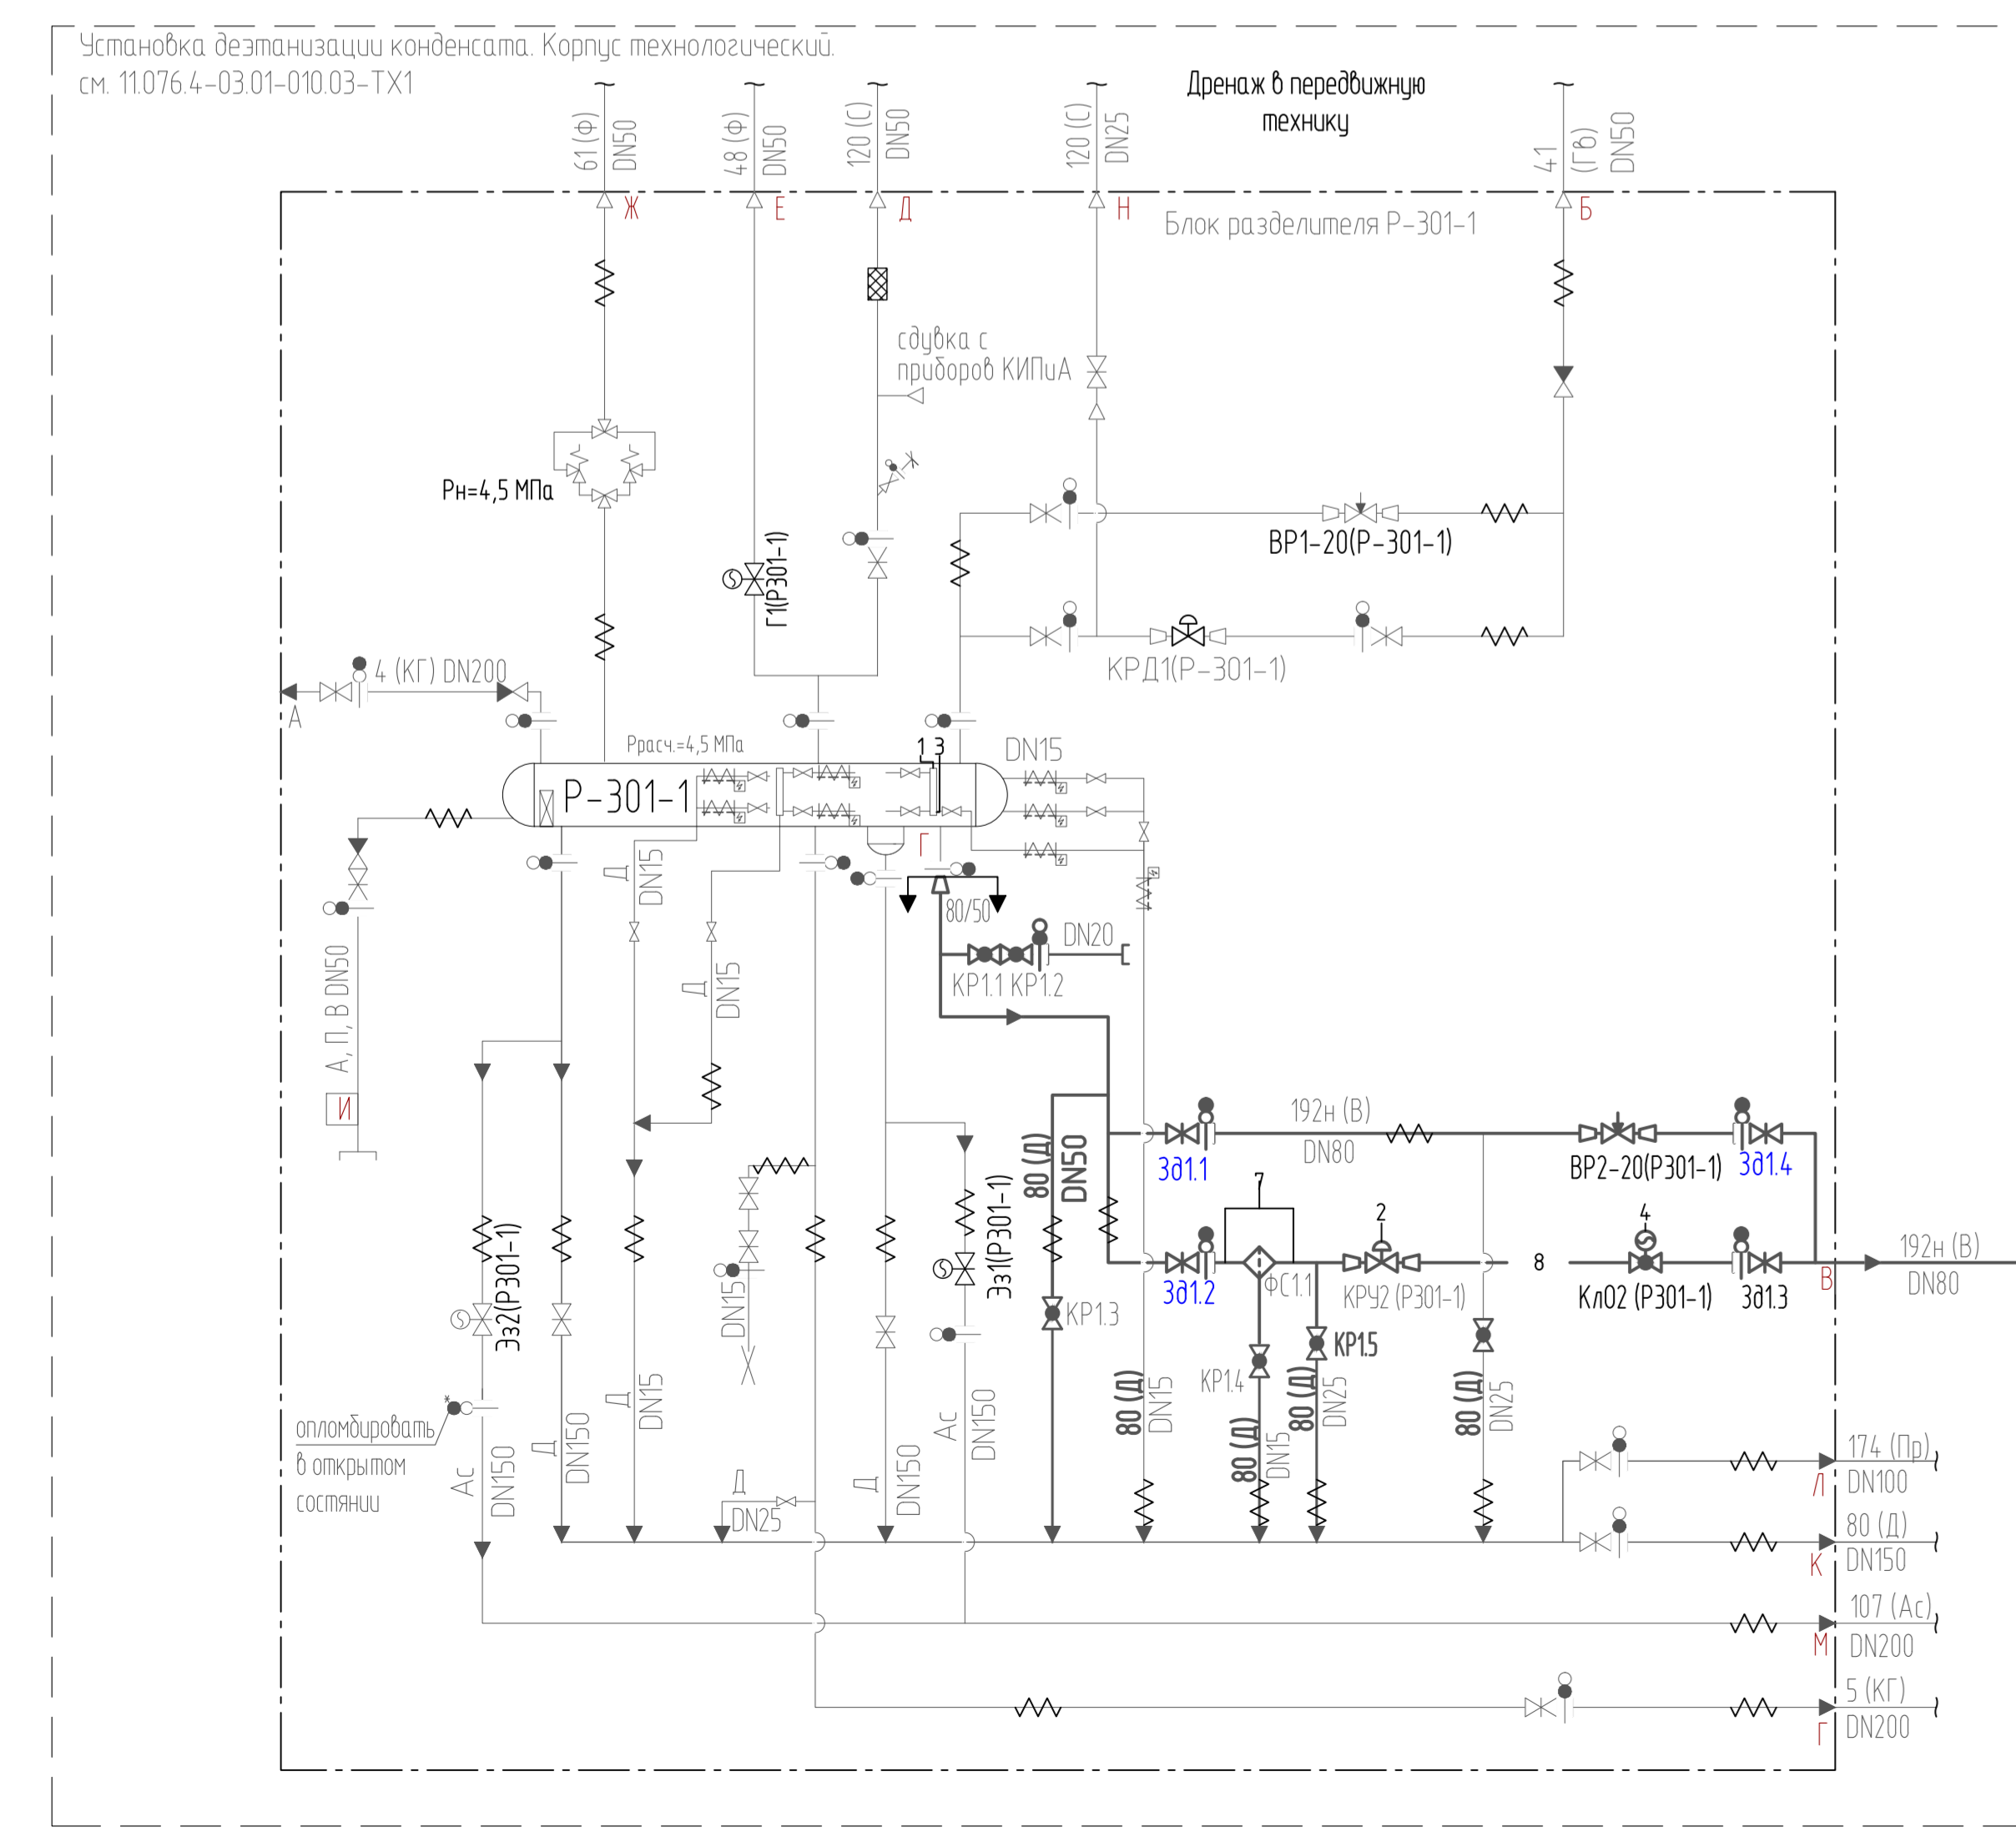 Установка деэтанизации конденсата. Корпус технологический.
см. 11.076.4-03.01-010.03-ТХ1
Дренаж в передвижную
технику
61 (Ф)
DN50
48 (Ф)
DN50
120 (С)
DN50
120 (С)
DN25
41
(Гв)
DN50
Ж
Е
Д
Н
Б
Блок разделителя Р-301-1
сдувка с
приборов КИПиА
Рн=4,5 МПа
Г1(Р301-1)
ВР1-20(Р-301-1)
КРД1(Р-301-1)
4 (КГ) DN200
А
Ррасч.=4,5 МПа
1 3
DN15
Р-301-1
Г
Д
DN15
80/50
DN20
КР1.1 КР1.2
Д
DN15
А, П, В DN50
И
80 (Д)
DN50
192н (В)
DN80
Зд1.1
ВР2-20(Р301-1)
Зд1.4
7
2
4
8
Зд1.2
ФС1.1
КРУ2 (Р301-1)
КлО2 (Р301-1)
Зд1.3
В
192н (В)
DN80
Эз2(Р301-1)
Эз1(Р301-1)
DN15
КР1.3
КР1.4
КР1.5
80 (Д)
DN15
80 (Д)
DN15
80 (Д)
DN25
80 (Д)
DN25
*
опломбировать
в открытом
состянии
Ас
DN150
Д
DN150
Д
DN15
Д
DN25
Д
DN150
Ас
DN150
174 (Пр)
Л
DN100
80 (Д)
К
DN150
107 (Ас)
М
DN200
5 (КГ)
Г
DN200